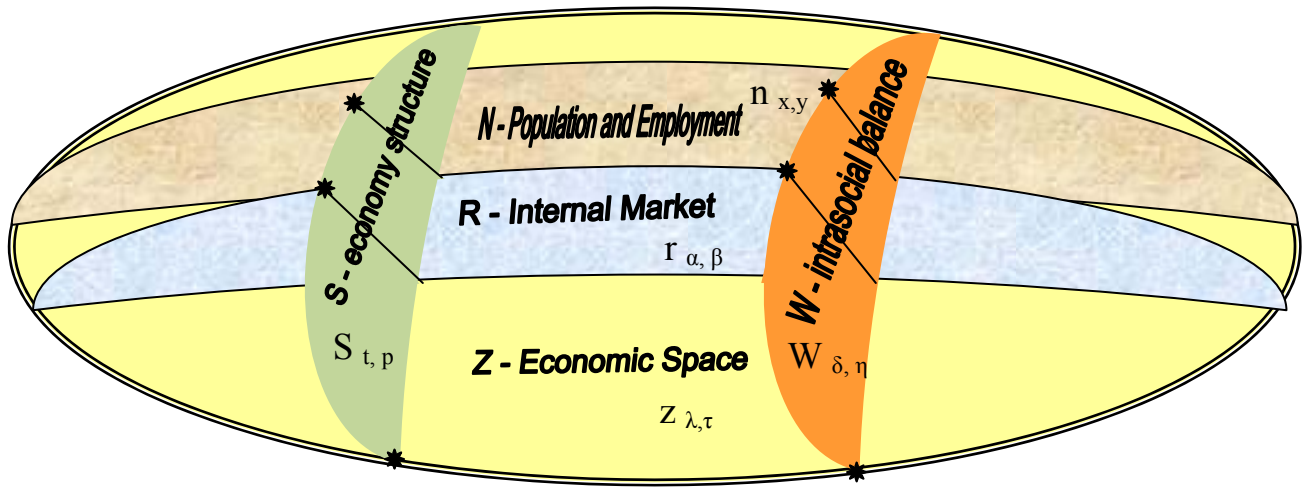 S - economy structure
N - Population and Employment
n x,y
W - intrasocial balance
R - Internal Market
r α, β
S t, p
Z - Economic Space
W δ, η
z λ,τ